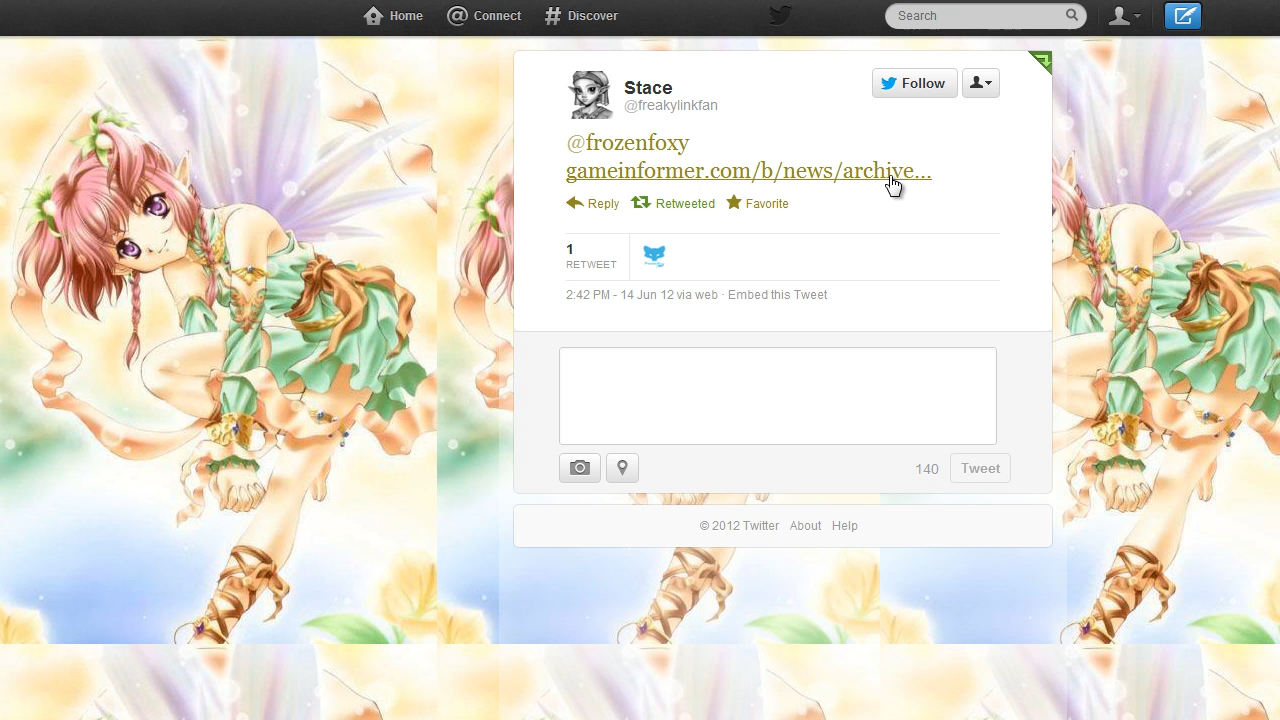 Home Connect Discover Search
Stace
@freakylinkfan
Follow
@frozenfoxy
gameinformer.com/b/news/archive...
Reply Retweeted Favorite
1
RETWEET
2:42 PM - 14 Jun 12 via web · Embed this Tweet
140 Tweet
© 2012 Twitter About Help